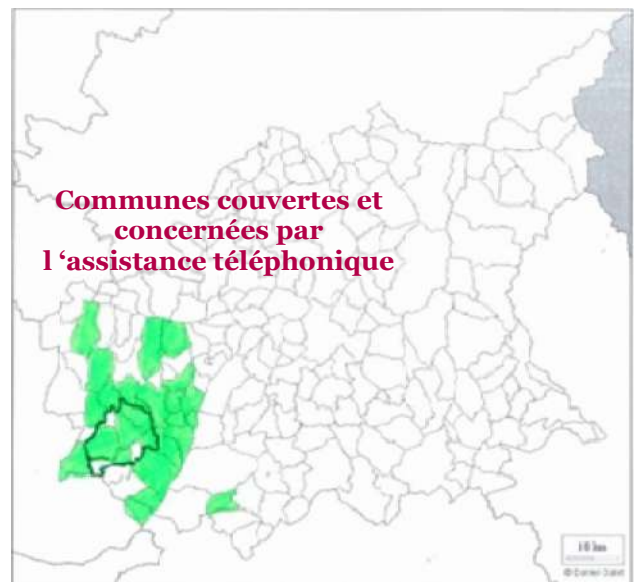 Communes couvertes et
concernées par
l ‘assistance téléphonique
10 km